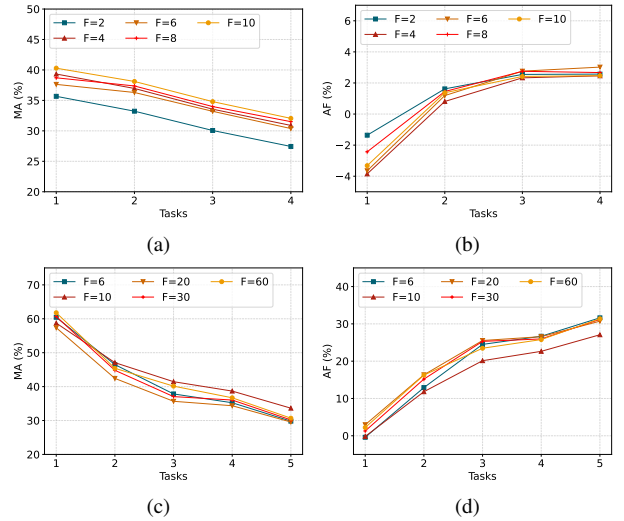 50
45
40
35
30
25
20
MA (%)
F=2 F=6 F=10
F=4 F=8
1 2 3 4
Tasks
(a)
6
4
2
0
−2
−4
AF (%)
F=2 F=6 F=10
F=4 F=8
1 2 3 4
Tasks
(b)
70
60
50
40
30
20
MA (%)
F=6 F=20 F=60
F=10 F=30
1 2 3 4 5
Tasks
(c)
40
30
20
10
0
AF (%)
F=6 F=20 F=60
F=10 F=30
1 2 3 4 5
Tasks
(d)